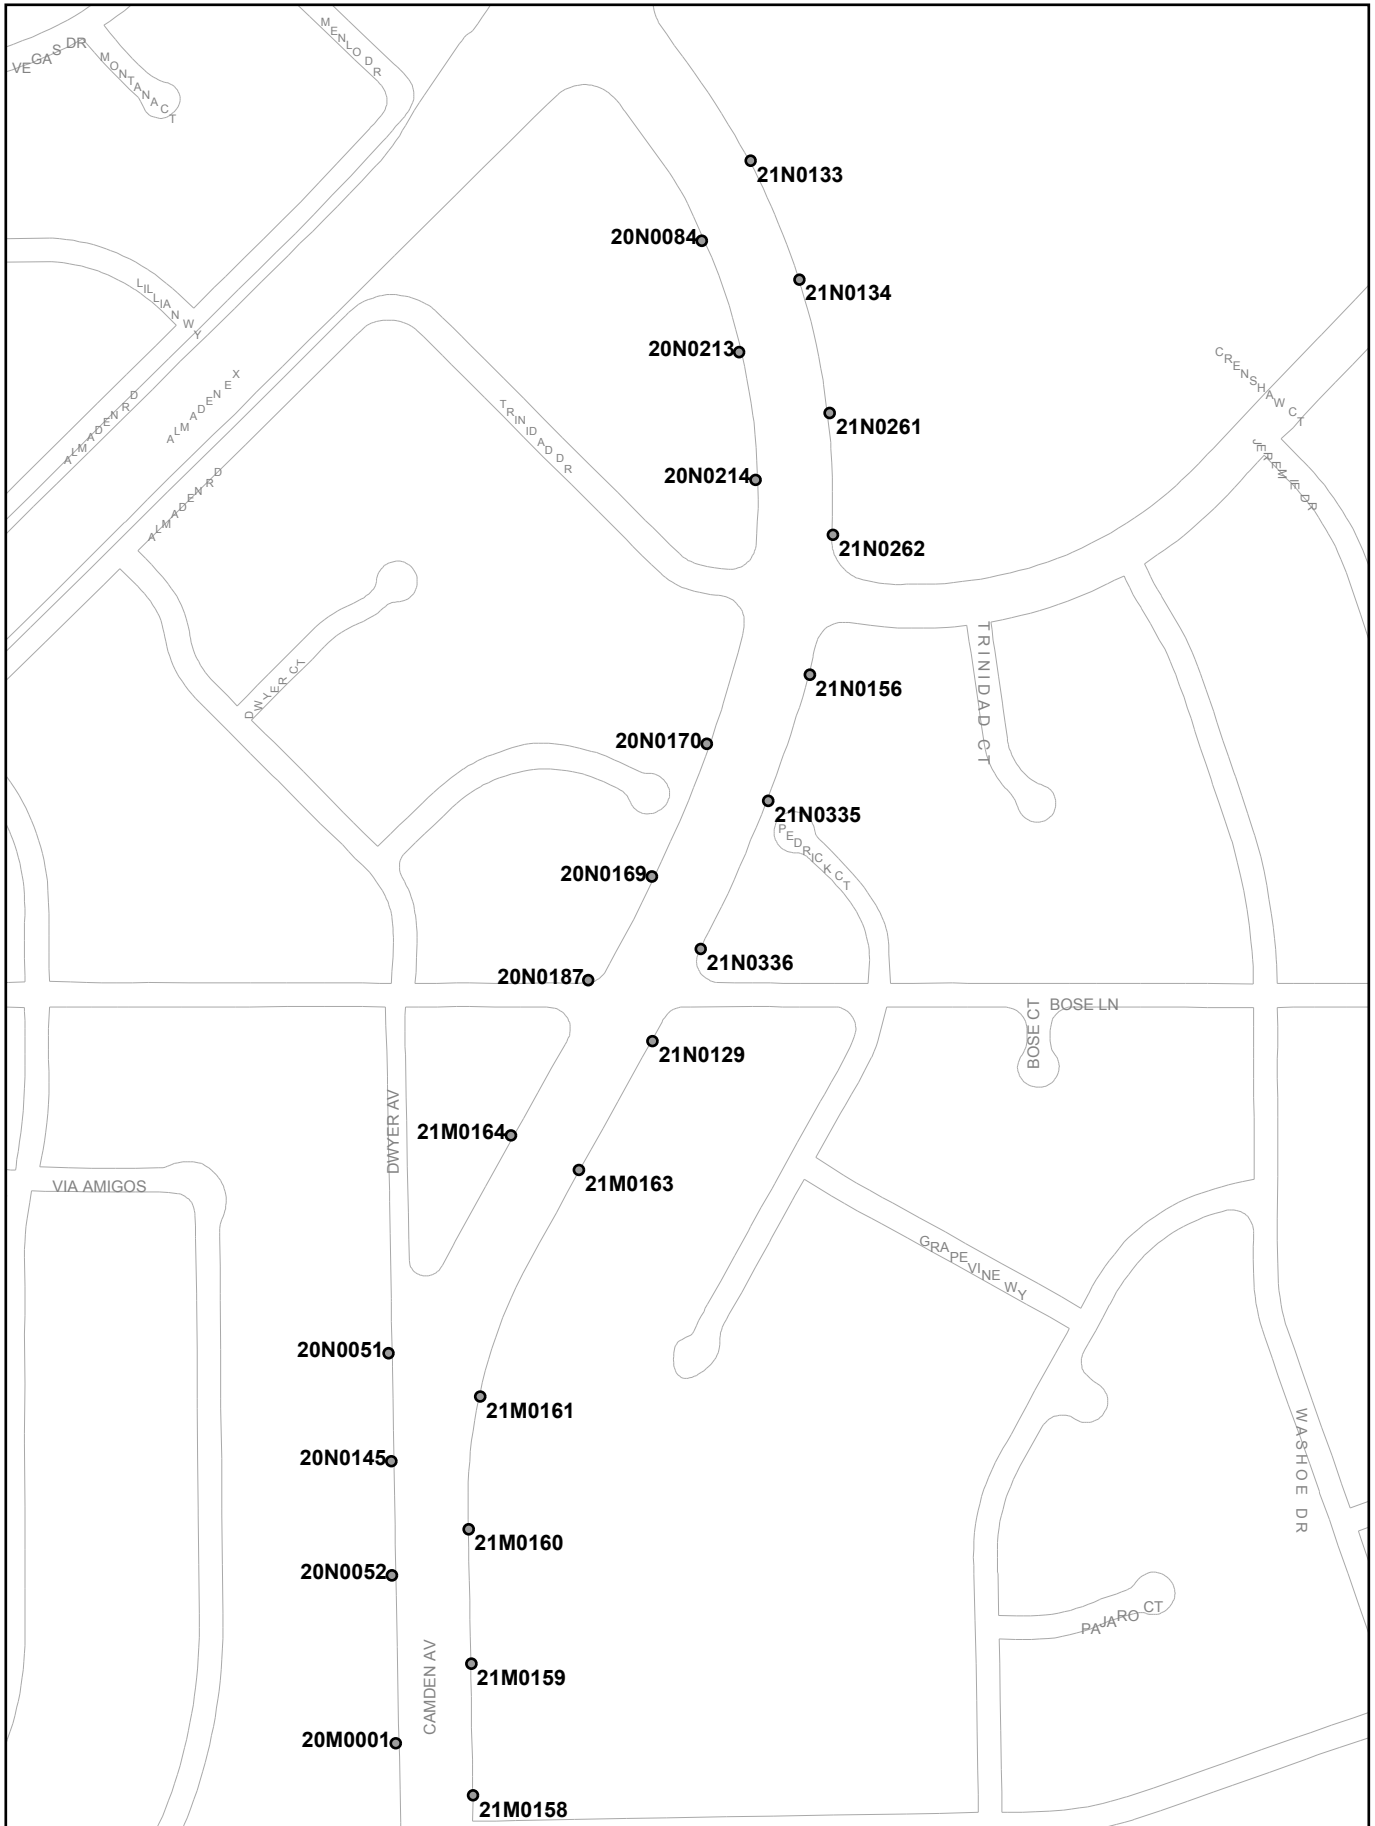 VEGAS DR
MONTANA CT
MENLO DR
21N0133
20N0084
LILLIAN WY
21N0134
20N0213
CRENSHAW CT
ALMADEN RD
ALMADEN EX
TRINIDAD DR
21N0261
JEREMIE DR
ALMADEN RD
20N0214
21N0262
DWYER CT
TRINIDAD CT
21N0156
20N0170
21N0335
PEDRICK CT
20N0169
21N0336
20N0187
BOSE CT
BOSE LN
21N0129
DWYER AV
21M0164
21M0163
VIA AMIGOS
GRAPEVINE WY
20N0051
21M0161
WASHOE DR
20N0145
21M0160
20N0052
PAJARO CT
CAMDEN AV
21M0159
20M0001
21M0158